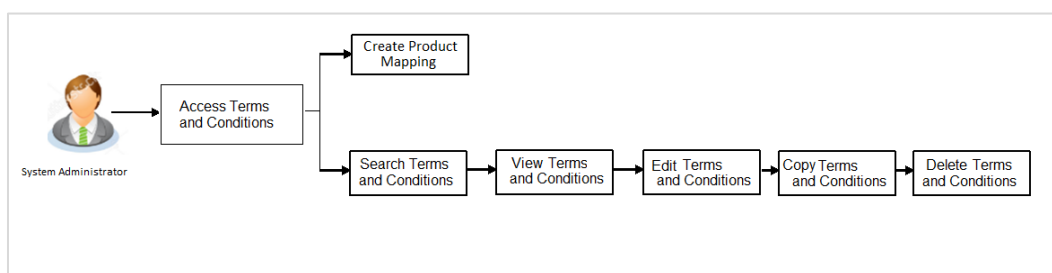 Create Product
Mapping
Access Terms
and Conditions
System Administrator
Search Terms
and Conditions
View Terms
and Conditions
Edit Terms
and Conditions
Copy Terms
and Conditions
Delete Terms
and Conditions